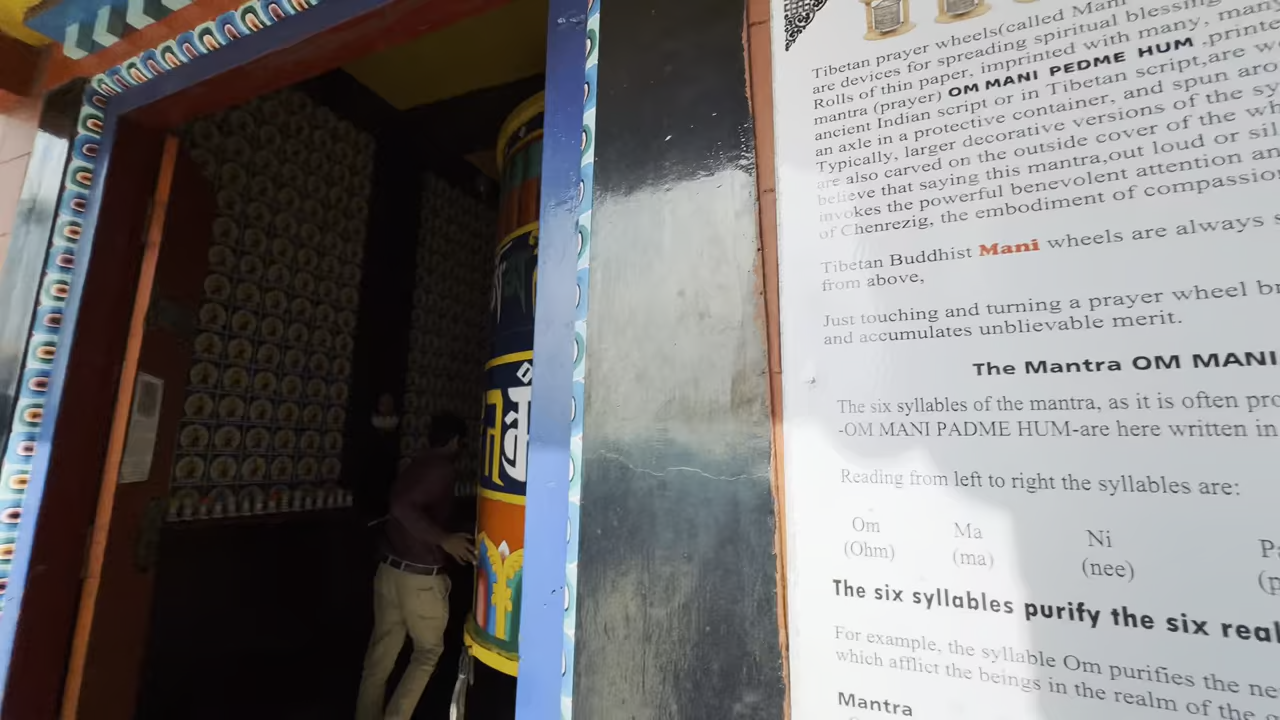 Tibetan prayer wheels(called Mani
are devices for spreading spiritual blessing
Rolls of thin paper, imprinted with many, many
mantra (prayer) OM MANI PEDME HUM ,printe
ancient Indian script or in Tibetan script,are w
an axle in a protective container, and spun aro
Typically, larger decorative versions of the sy
are also carved on the outside cover of the wh
believe that saying this mantra,out loud or sil
invokes the powerful benevolent attention an
of Chenrezig, the embodiment of compassio
Tibetan Buddhist Mani wheels are always s
from above,
Just touching and turning a prayer wheel br
and accumulates unblievable merit.
The Mantra OM MANI
The six syllables of the mantra, as it is often pro
-OM MANI PADME HUM-are here written in
Reading from left to right the syllables are:
Om Ma Ni Pa
(Ohm) (ma) (nee) (p
The six syllables purify the six real
For example, the syllable Om purifies the ne
which afflict the beings in the realm of the
Mantra